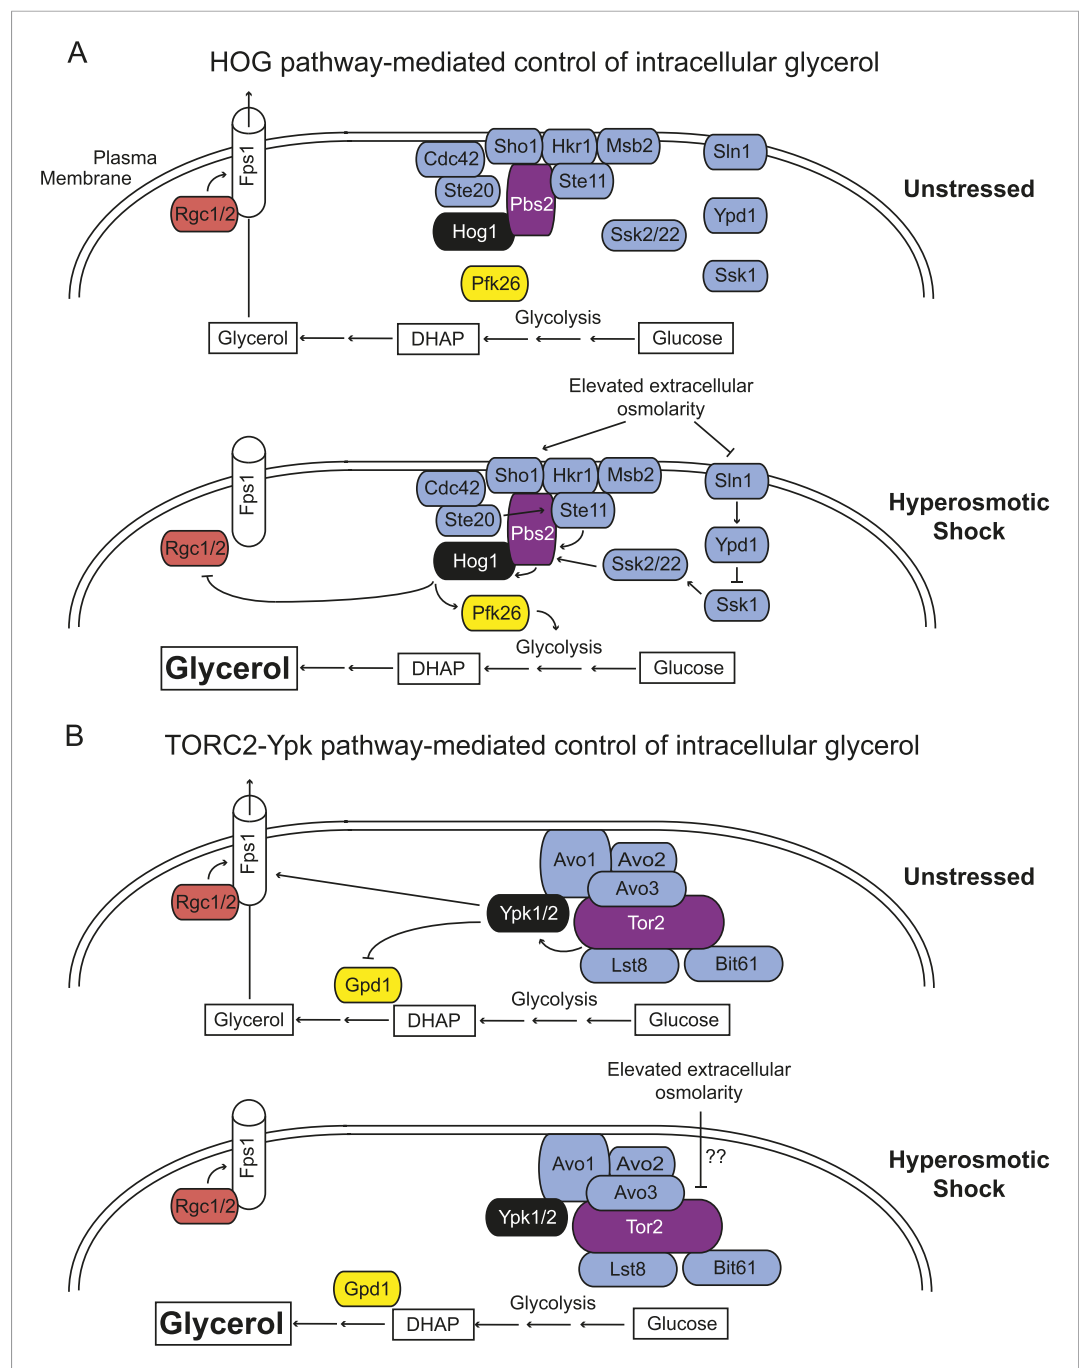 A
HOG pathway-mediated control of intracellular glycerol
Plasma
Membrane
Fps1
Rgc1/2
Cdc42
Sho1
Hkr1
Msb2
Sln1
Ste20
Pbs2
Ste11
Unstressed
Hog1
Ssk2/22
Ypd1
Pfk26
Ssk1
Glycolysis
Glycerol
DHAP
Glucose
Elevated extracellular
osmolarity
Fps1
Cdc42
Sho1
Hkr1
Msb2
Sln1
Hyperosmotic
Shock
Ste20
Pbs2
Ste11
Rgc1/2
Hog1
Ssk2/22
Ypd1
Pfk26
Ssk1
Glycolysis
Glycerol
DHAP
Glucose
B
TORC2-Ypk pathway-mediated control of intracellular glycerol
Fps1
Rgc1/2
Avo1
Avo2
Avo3
Unstressed
Ypk1/2
Tor2
Lst8
Bit61
Gpd1
Glycolysis
Glycerol
DHAP
Glucose
Elevated extracellular
osmolarity
Fps1
Rgc1/2
Avo1
Avo2
??
Avo3
Hyperosmotic
Shock
Ypk1/2
Tor2
Lst8
Bit61
Gpd1
Glycolysis
Glycerol
DHAP
Glucose